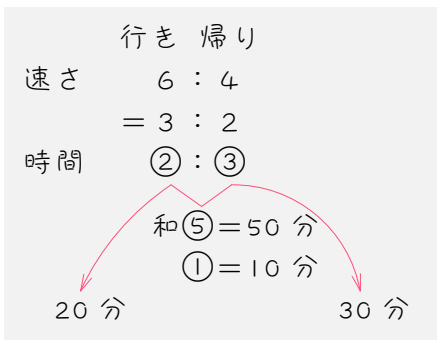 行き 帰り
速さ 6 : 4
= 3 : 2
時間 ② : ③
和⑤=50 分
①=10 分
20 分 30 分